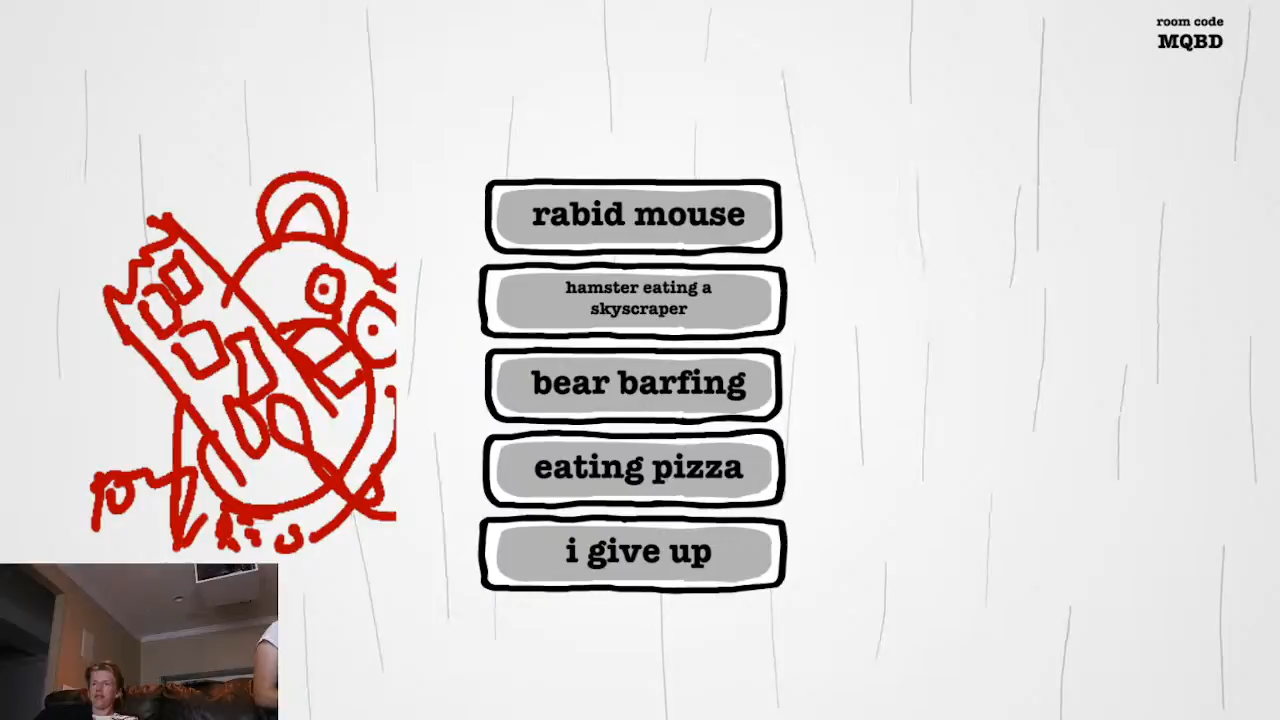 room code
MQBD
rabid mouse
hamster eating a
skyscraper
bear barfing
eating pizza
i give up